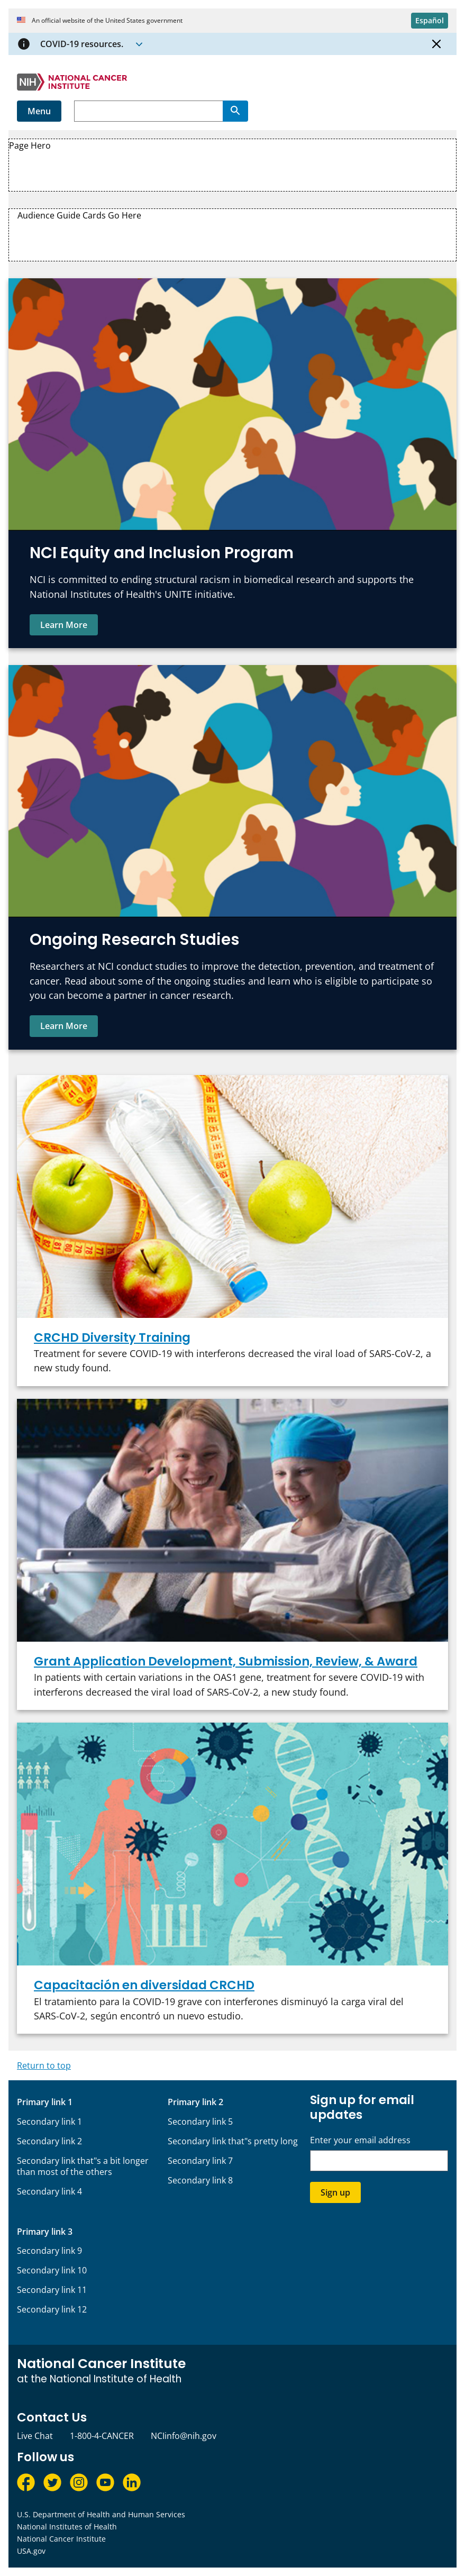 An official website of the United States government
Español
COVID-19 resources.
NIH NATIONAL CANCER
INSTITUTE
Menu
Page Hero
Audience Guide Cards Go Here
NCI Equity and Inclusion Program
NCI is committed to ending structural racism in biomedical research and supports the
National Institutes of Health's UNITE initiative.
Learn More
Ongoing Research Studies
Researchers at NCI conduct studies to improve the detection, prevention, and treatment of
cancer. Read about some of the ongoing studies and learn who is eligible to participate so
you can become a partner in cancer research.
Learn More
CRCHD Diversity Training
Treatment for severe COVID-19 with interferons decreased the viral load of SARS-CoV-2, a
new study found.
Grant Application Development, Submission, Review, & Award
In patients with certain variations in the OAS1 gene, treatment for severe COVID-19 with
interferons decreased the viral load of SARS-CoV-2, a new study found.
Capacitación en diversidad CRCHD
El tratamiento para la COVID-19 grave con interferones disminuyó la carga viral del
SARS-CoV-2, según encontró un nuevo estudio.
Return to top
Primary link 1
Secondary link 1
Secondary link 2
Secondary link that"s a bit longer
than most of the others
Secondary link 4
Primary link 2
Secondary link 5
Secondary link that"s pretty long
Secondary link 7
Secondary link 8
Sign up for email
updates
Enter your email address
Sign up
Primary link 3
Secondary link 9
Secondary link 10
Secondary link 11
Secondary link 12
National Cancer Institute
at the National Institute of Health
Contact Us
Live Chat
1-800-4-CANCER
NCIinfo@nih.gov
Follow us
U.S. Department of Health and Human Services
National Institutes of Health
National Cancer Institute
USA.gov